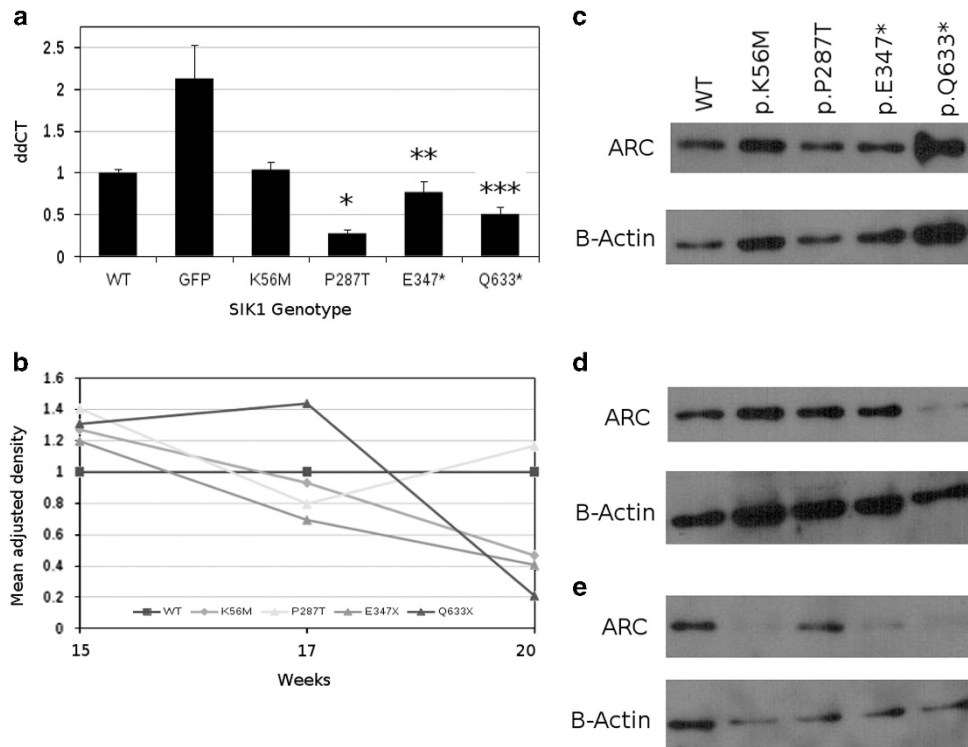 a
ddCT
2.5
2
1.5
1
0.5
0
*
**
***
WT GFP K56M P287T E347* Q633*
SIK1 Genotype
b
Mean adjusted density
1.6
1.4
1.2
1
0.8
0.6
0.4
0.2
0
WT K56M P287T E347X Q633X
15 17 20
Weeks
c
WT p.K56M p.P287T p.E347* p.Q633*
ARC
B-Actin
d
ARC
B-Actin
e
ARC
B-Actin